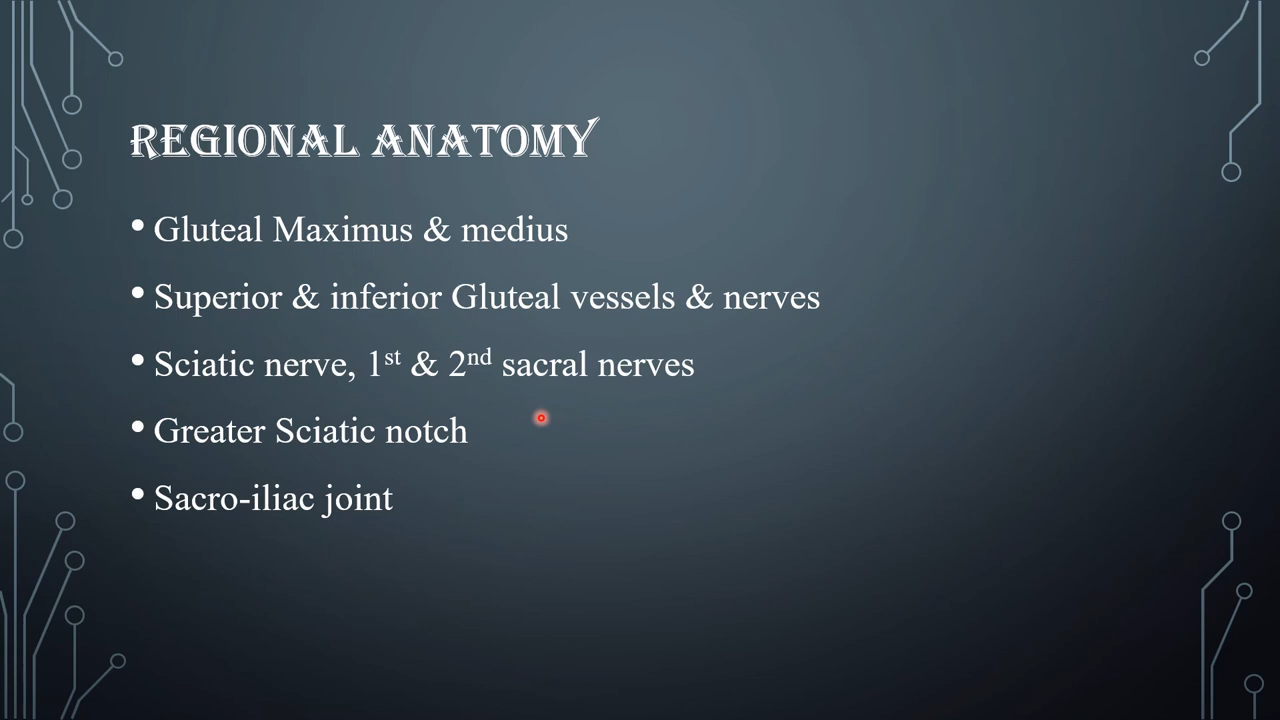 REGIONAL ANATOMY
• Gluteal Maximus & medius
• Superior & inferior Gluteal vessels & nerves
• Sciatic nerve, 1st & 2nd sacral nerves
• Greater Sciatic notch
• Sacro-iliac joint